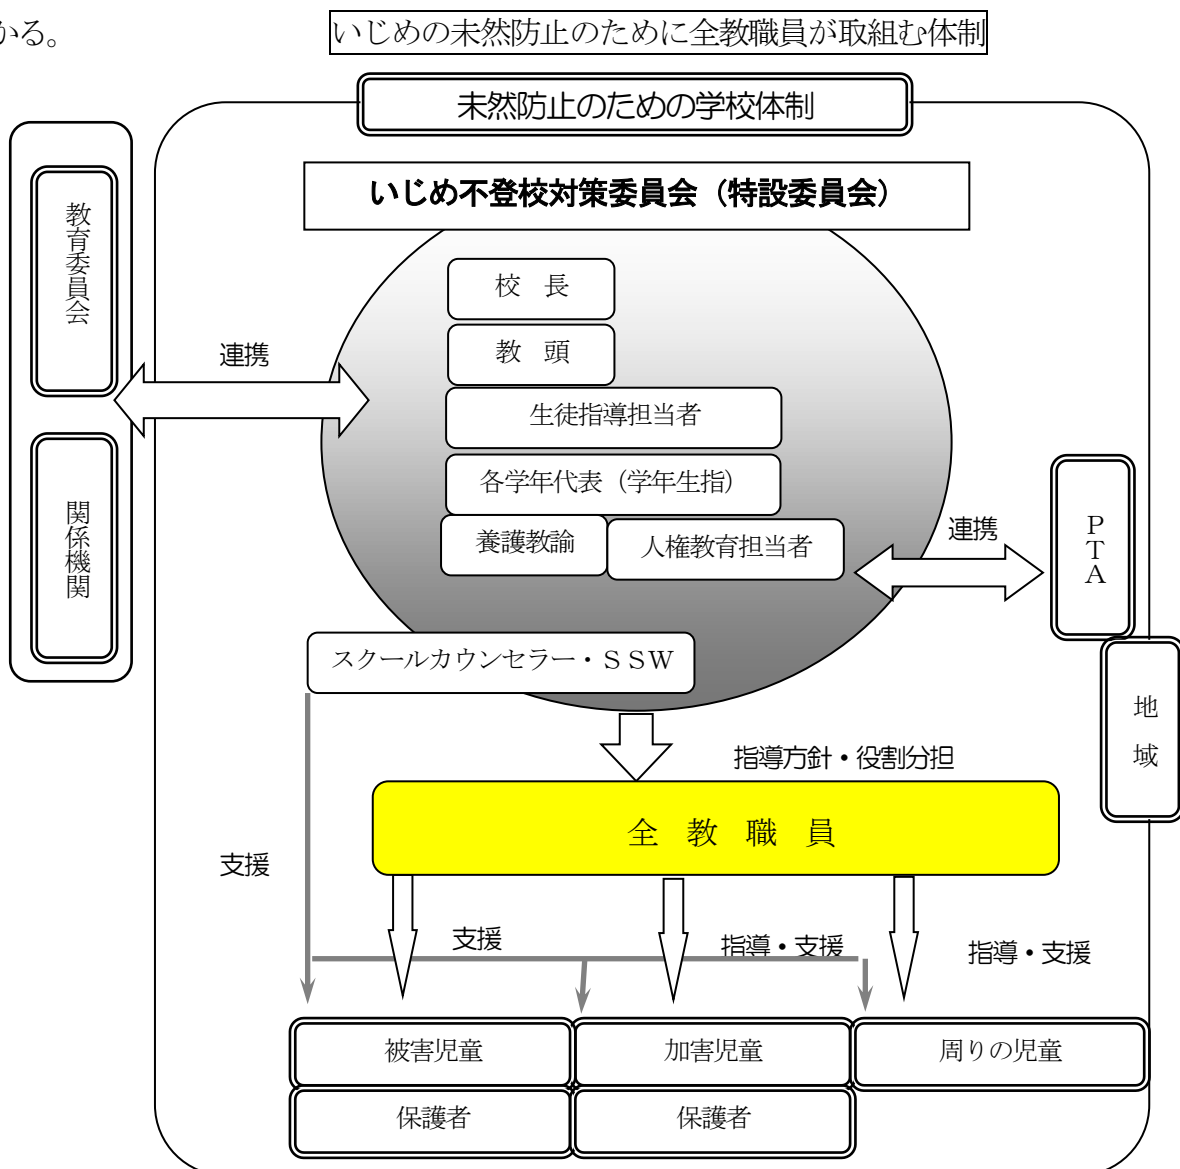 かる。
いじめの未然防止のために全教職員が取組む体制
未然防止のための学校体制
いじめ不登校対策委員会（特設委員会）
教育委員会
関係機関
連携
校　長
教　頭
生徒指導担当者
各学年代表（学年生指）
養護教諭
人権教育担当者
連携
ＰＴＡ
地　域
スクールカウンセラー・ＳＳＷ
指導方針・役割分担
全　教　職　員
支援
支援
指導・支援
指導・支援
被害児童
加害児童
周りの児童
保護者
保護者